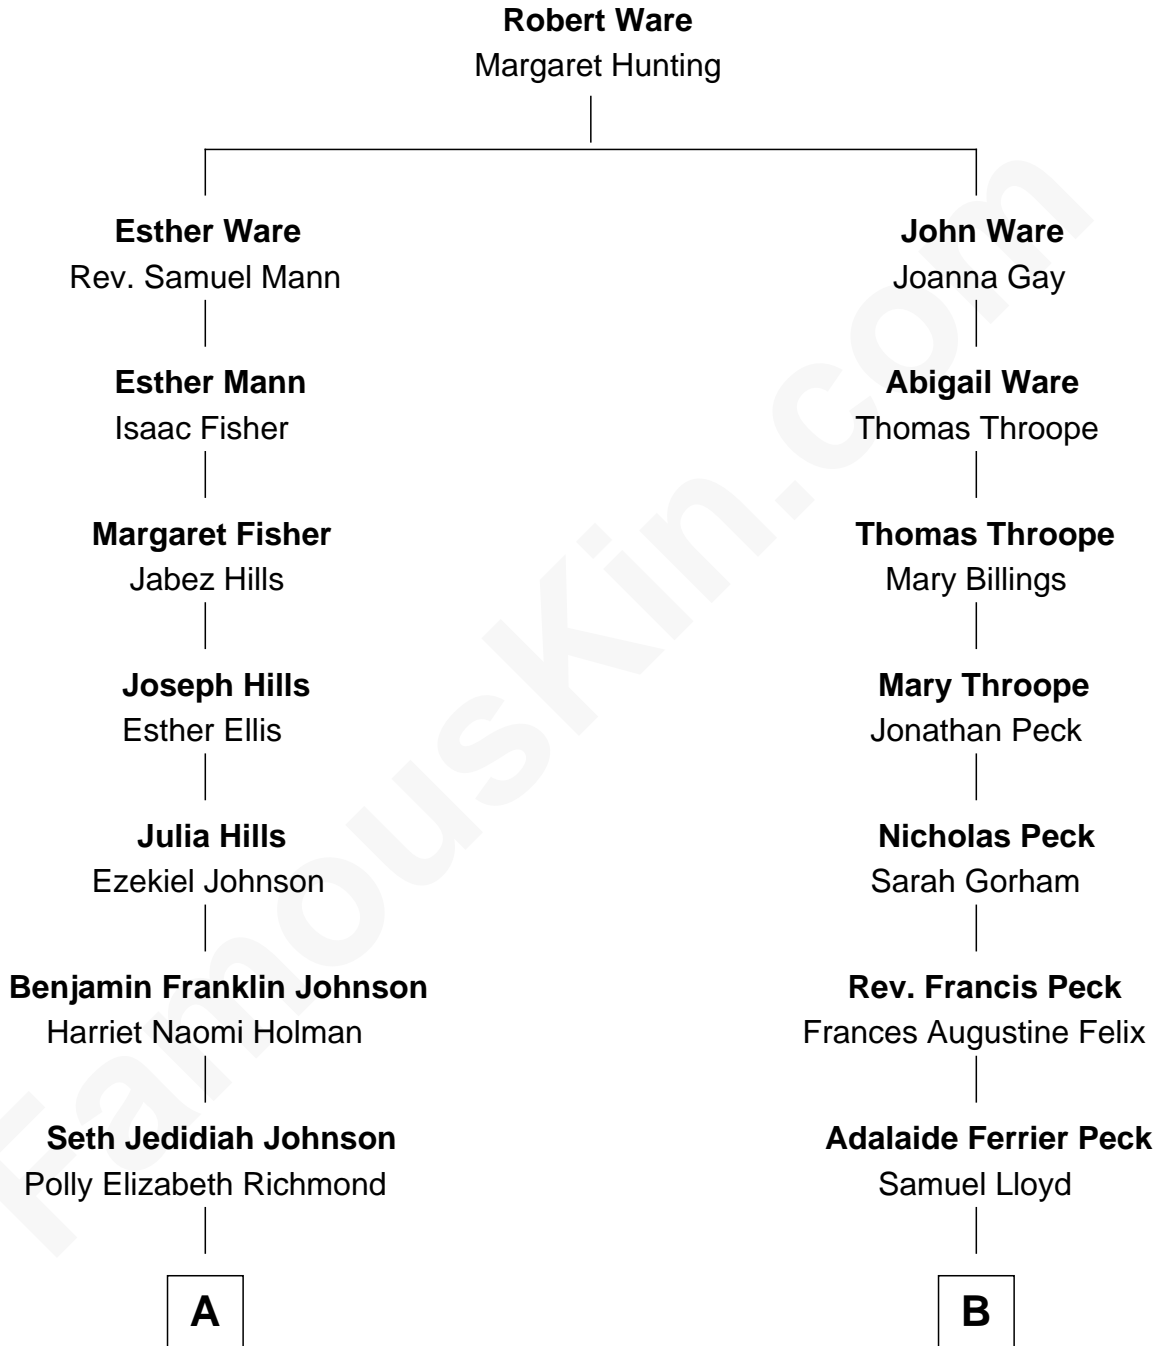 Robert Ware
Margaret Hunting
Esther Ware
Rev. Samuel Mann
John Ware
Joanna Gay
Esther Mann
Isaac Fisher
Abigail Ware
Thomas Throope
Margaret Fisher
Jabez Hills
Thomas Throope
Mary Billings
Joseph Hills
Esther Ellis
Mary Throope
Jonathan Peck
Julia Hills
Ezekiel Johnson
Nicholas Peck
Sarah Gorham
Benjamin Franklin Johnson
Harriet Naomi Holman
Rev. Francis Peck
Frances Augustine Felix
Seth Jedidiah Johnson
Polly Elizabeth Richmond
Adalaide Ferrier Peck
Samuel Lloyd
A
B
FamousKin.com